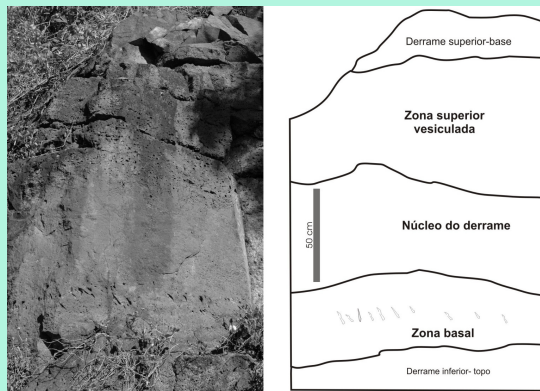 Derrame superior-base
Zona superior
vesiculada
Núcleo do derrame
50 cm
Zona basal
Derrame inferior- topo